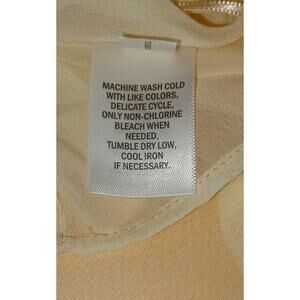 MACHINE WASH COLD
WITH LIKE COLORS,
DELICATE CYCLE,
ONLY NON-CHLORINE
BLEACH WHEN
NEEDED,
TUMBLE DRY LOW,
COOL IRON
IF NECESSARY.